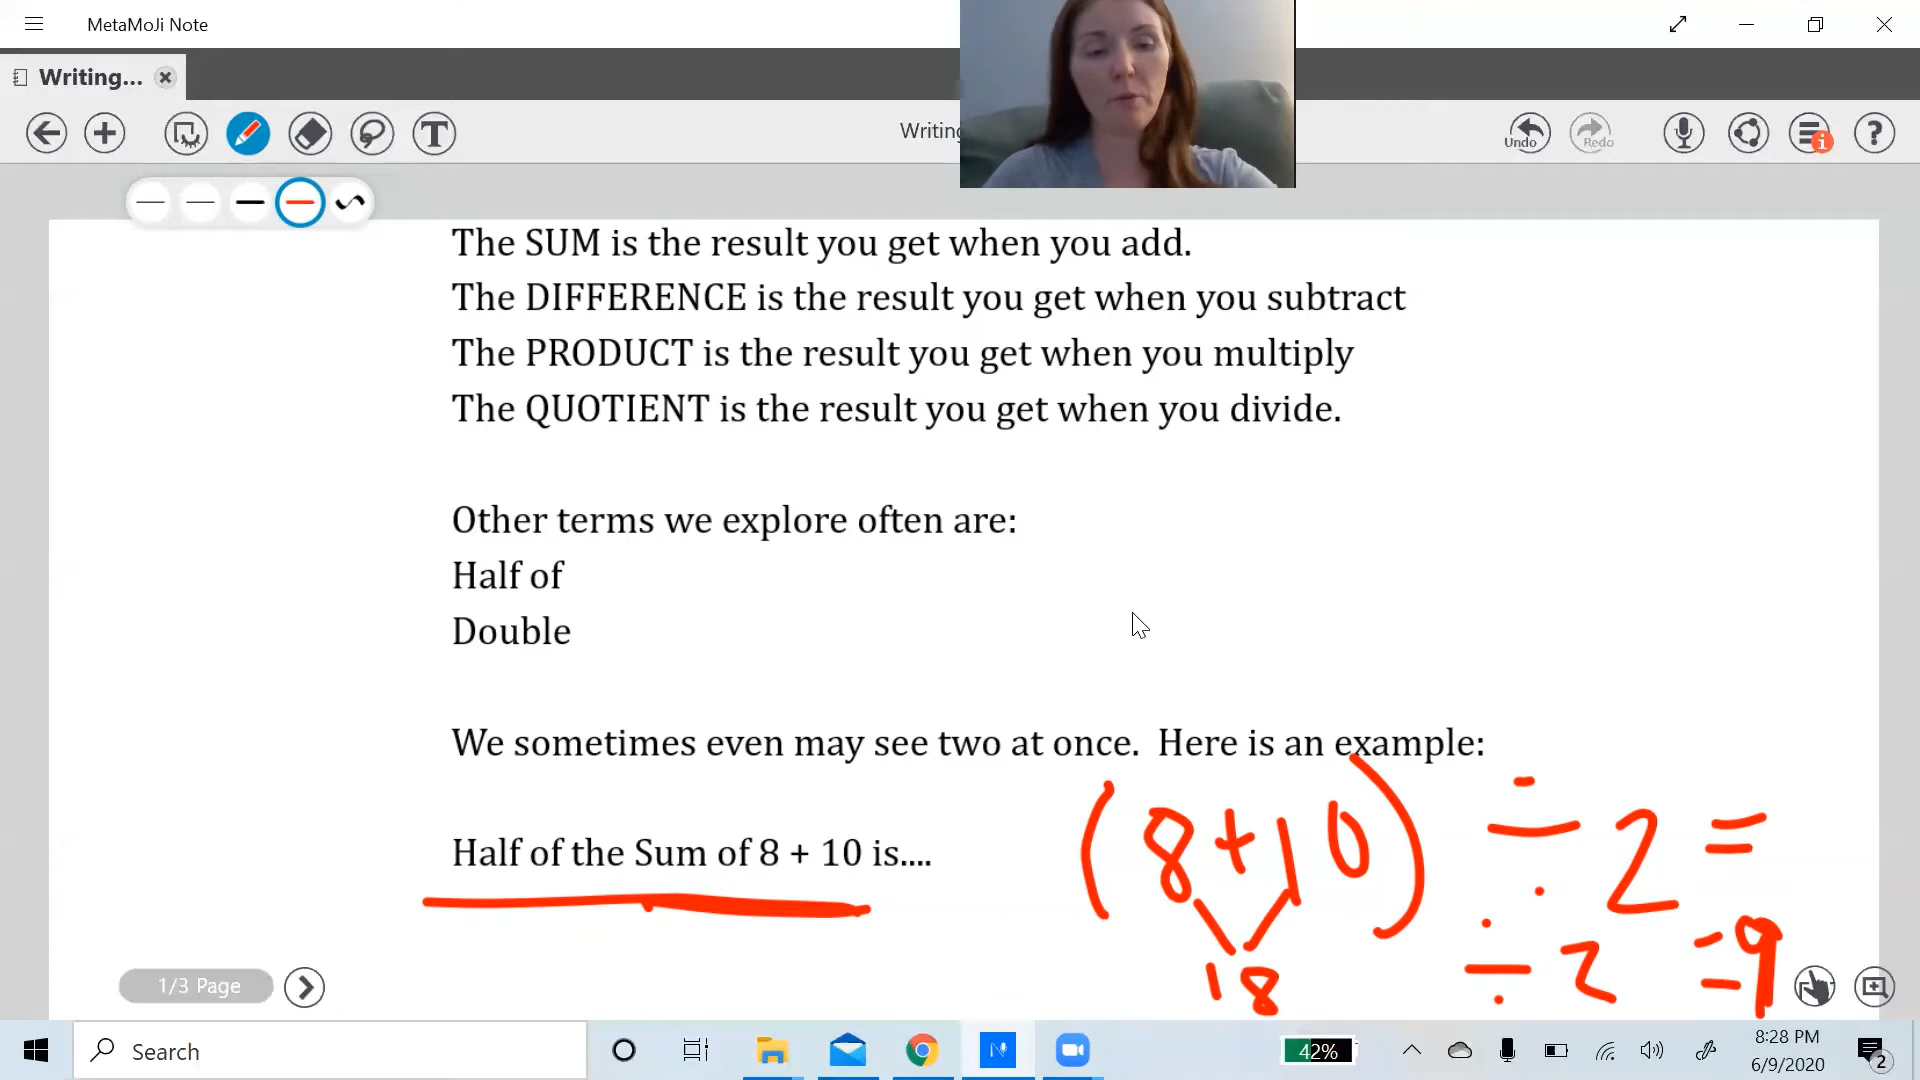 MetaMoJi Note
Writing...
T
Writing
Undo
Redo
?
The SUM is the result you get when you add.
The DIFFERENCE is the result you get when you subtract
The PRODUCT is the result you get when you multiply
The QUOTIENT is the result you get when you divide.
Other terms we explore often are:
Half of
Double
We sometimes even may see two at once.  Here is an example:
Half of the Sum of 8 + 10 is....
(8+10) ÷ 2 =
18 ÷ 2 = 9
1/3 Page
Search
42%
8:28 PM
6/9/2020
2